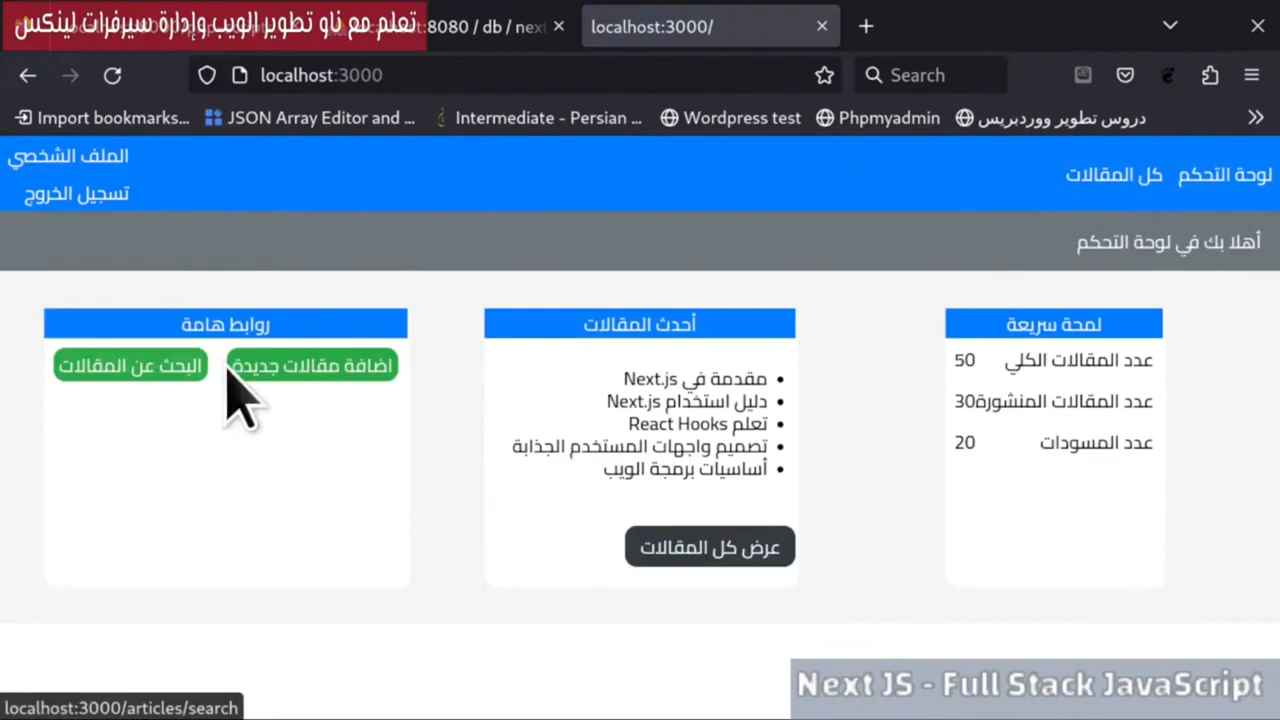 تعلم مع ناو تطوير الويب وإدارة سيرفرات لينكس
:8080 / db / next
localhost:3000/
localhost:3000
Search
Import bookmarks...
JSON Array Editor and ...
Intermediate - Persian ...
Wordpress test
Phpmyadmin
دروس تطوير ووردبريس
لوحة التحكم
كل المقالات
الملف الشخصي
تسجيل الخروج
أهلا بك في لوحة التحكم
لمحة سريعة
عدد المقالات الكلي 50
عدد المقالات المنشورة 30
عدد المسودات 20
أحدث المقالات
مقدمة في Next.js
دليل استخدام Next.js
تعلم React Hooks
تصميم واجهات المستخدم الجذابة
أساسيات برمجة الويب
عرض كل المقالات
روابط هامة
اضافة مقالات جديدة
البحث عن المقالات
Next JS - Full Stack JavaScript
localhost:3000/articles/search